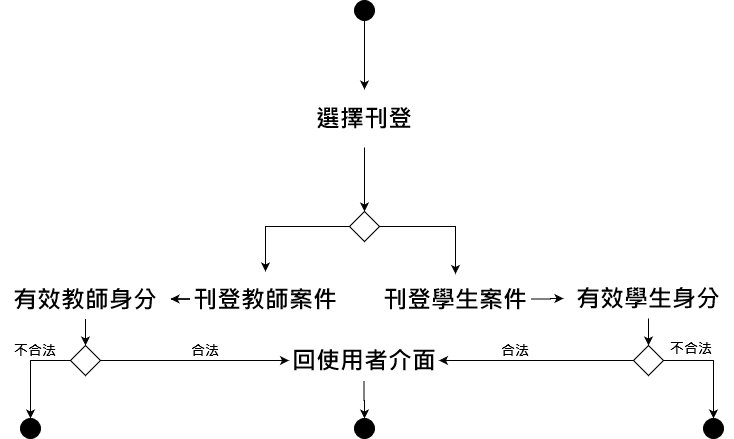 選擇刊登
有效教師身分
刊登教師案件
刊登學生案件
有效學生身分
不合法
合法
回使用者介面
合法
不合法